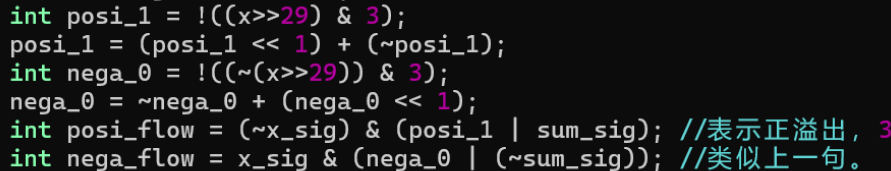 int posi_1 = !((x>>29) & 3);
posi_1 = (posi_1 << 1) + (~posi_1);
int nega_0 = !((~(x>>29)) & 3);
nega_0 = ~nega_0 + (nega_0 << 1);
int posi_flow = (~x_sig) & (posi_1 | sum_sig); //表示正溢出，3
int nega_flow = x_sig & (nega_0 | (~sum_sig)); //类似上一句。